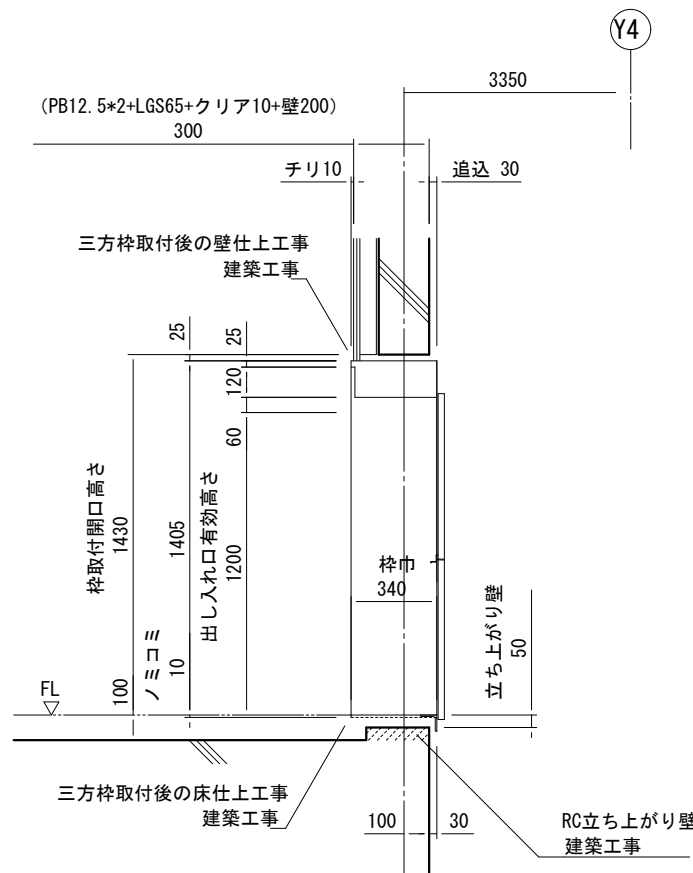 Y4
3350
(PB12.5*2+LGS65+クリア10+壁200)
300
チリ10
追込 30
三方枠取付後の壁仕上工事
建築工事
25
25
120
60
枠取付開口高さ
1430
1405
出し入れ口有効高さ
1200
枠巾
340
立ち上がり壁
50
ノミコミ
10
100
FL
三方枠取付後の床仕上工事
建築工事
100
30
RC立ち上がり壁
建築工事